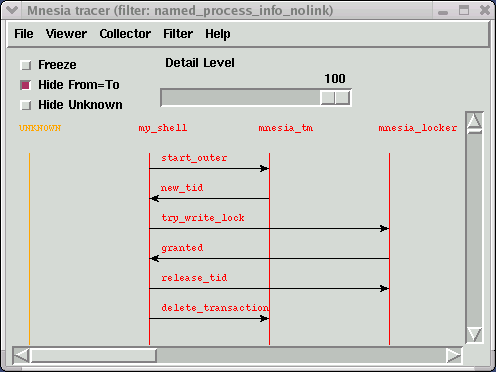 Mnesia tracer (filter: named_process_info_nolink)
File Viewer Collector Filter Help
Freeze
Detail Level
Hide From=To
100
Hide Unknown
UNKNOWN my_shell mnesia_tm mnesia_locker
start_outer
new_tid
try_write_lock
granted
release_tid
delete_transaction